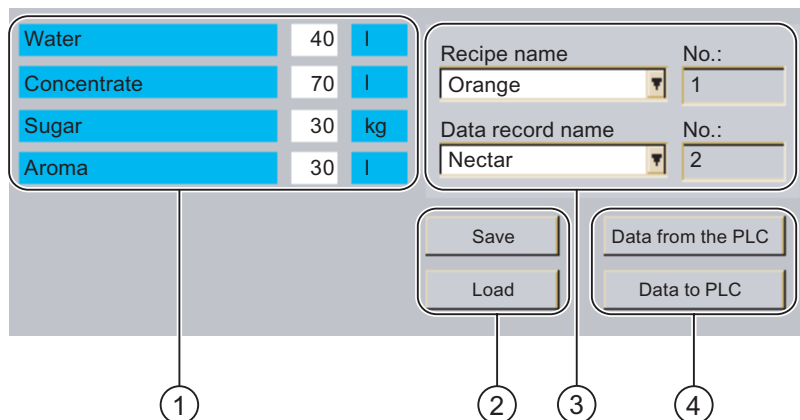 Water 40 l
Concentrate 70 l
Sugar 30 kg
Aroma 30 l
Recipe name No.:
Orange 1
Data record name No.:
Nectar 2
Save Data from the PLC
Load Data to PLC
1 2 3 4